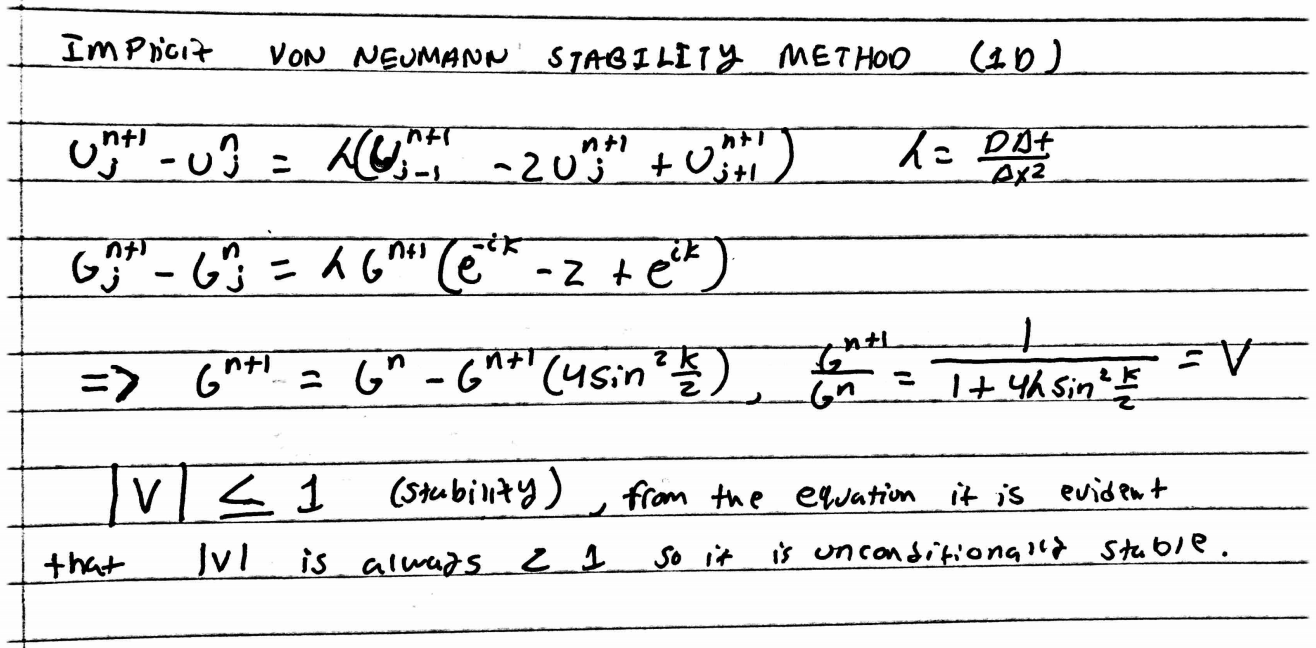 Implicit VON NEUMANN STABILITY METHOD (1D)
U_j^{n+1} - U_j^n = λ(U_{j-1}^{n+1} - 2U_j^{n+1} + U_{j+1}^{n+1}) λ = DΔt/Δx²
G_j^{n+1} - G_j^n = λG^{n+1}(e^{-ik} - 2 + e^{ik})
=> G^{n+1} = G^n - G^{n+1}(4sin² k/2), G^{n+1}/G^n = 1/(1 + 4λsin² k/2) = V
|V| ≤ 1 (stability), from the equation it is evident
that |V| is always < 1 so it is unconditionally stable.